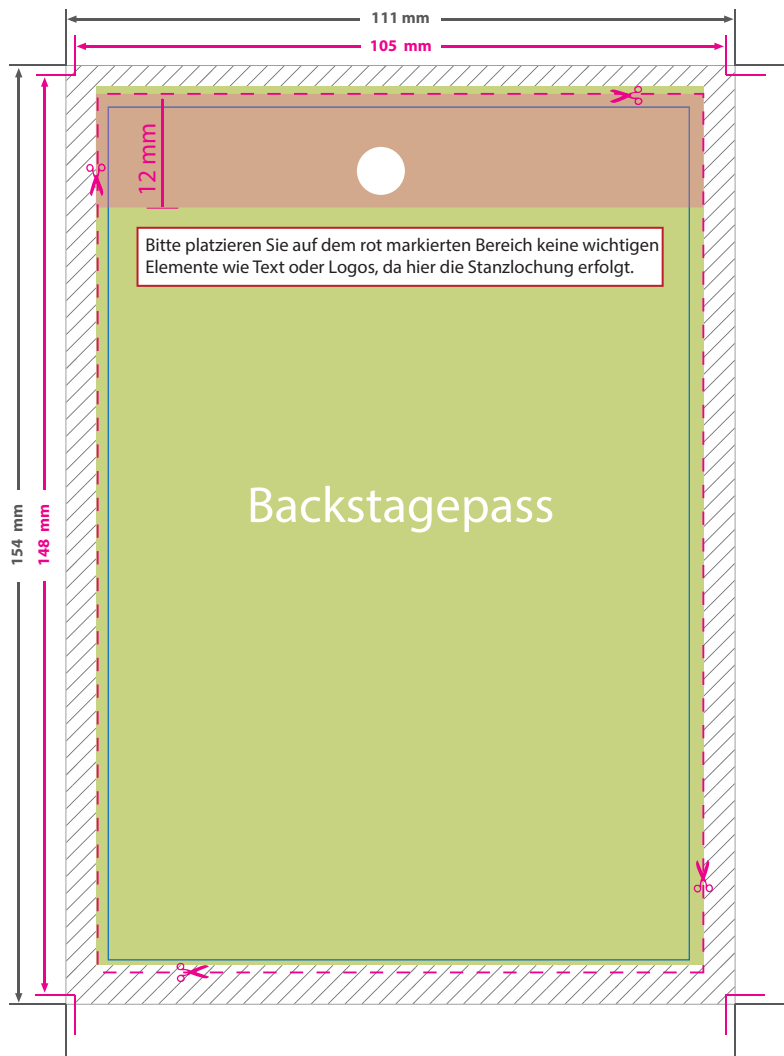 111 mm
105 mm
12 mm
Bitte platzieren Sie auf dem rot markierten Bereich keine wichtigen
Elemente wie Text oder Logos, da hier die Stanzlochung erfolgt.
Backstagepass
154 mm
148 mm